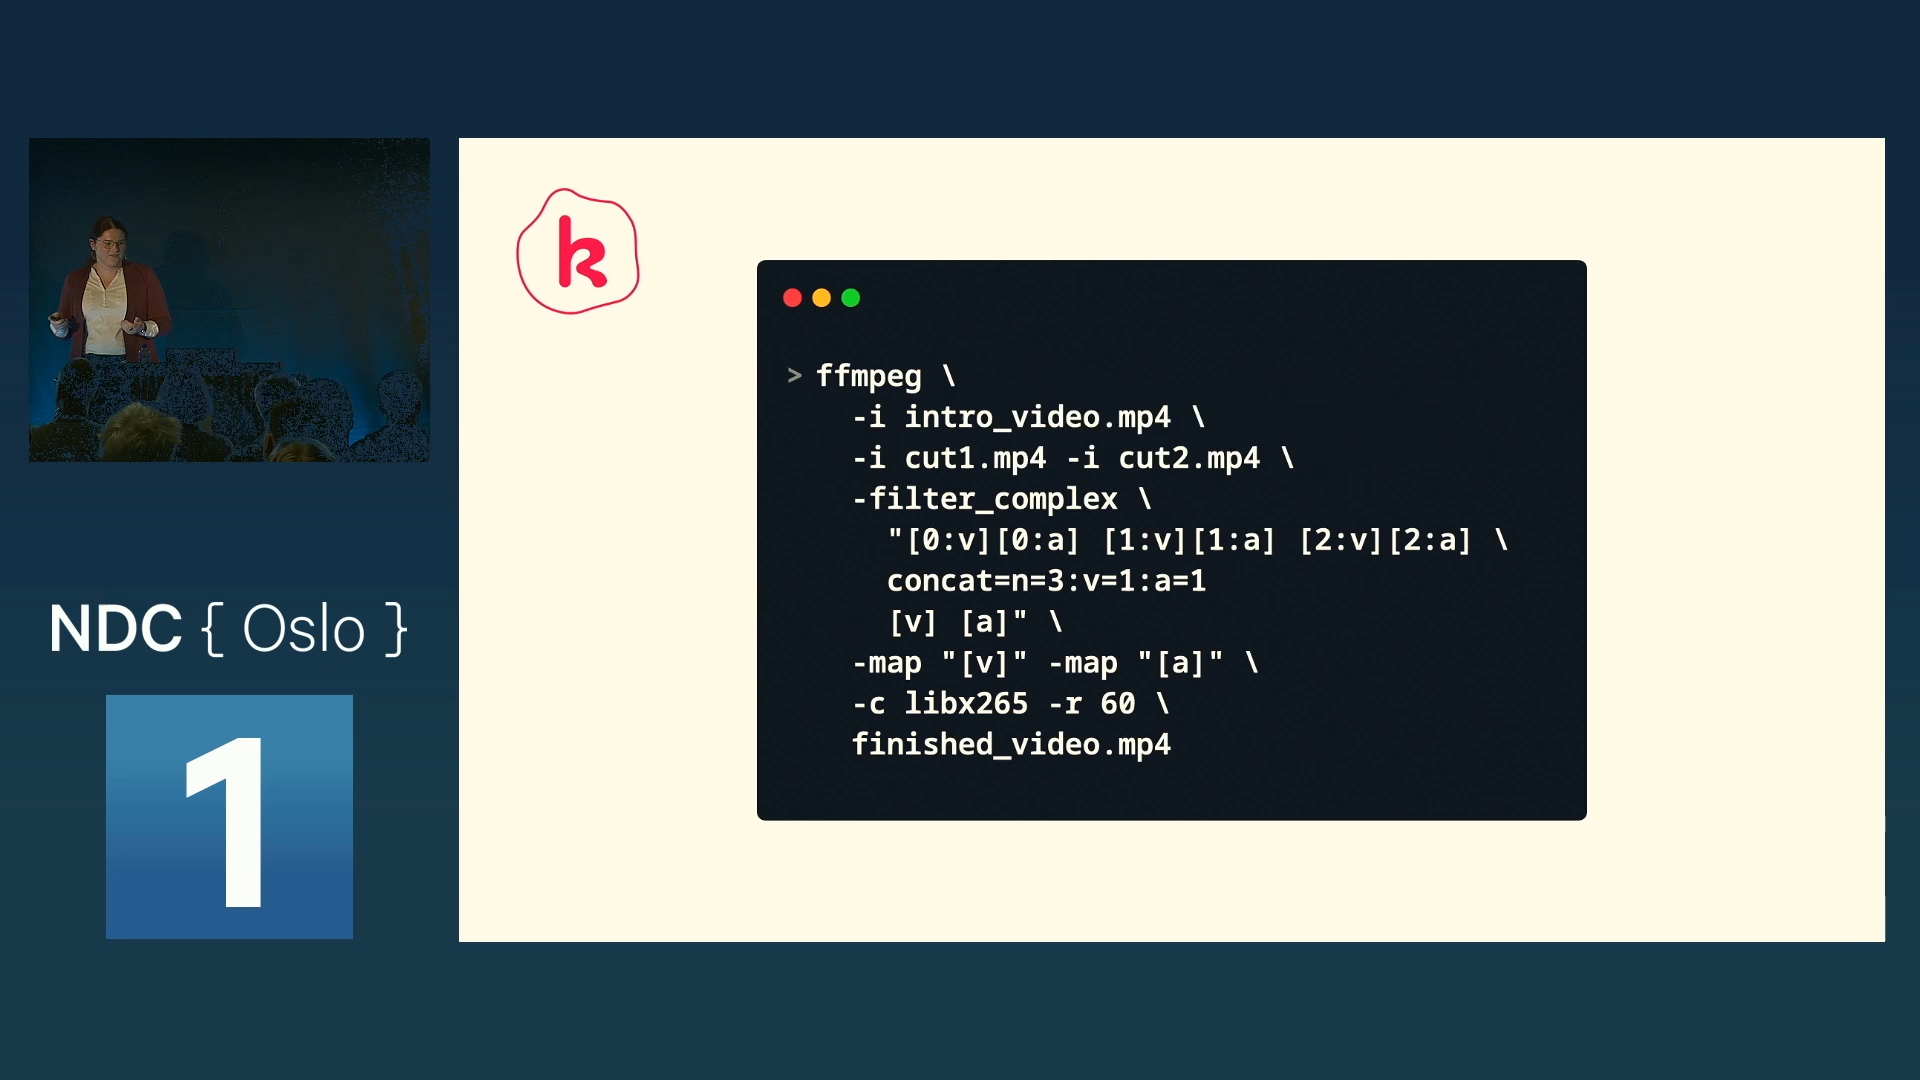 NDC { Oslo }
1
k
> ffmpeg \
-i intro_video.mp4 \
-i cut1.mp4 -i cut2.mp4 \
-filter_complex \
"[0:v][0:a] [1:v][1:a] [2:v][2:a] \
concat=n=3:v=1:a=1
[v] [a]" \
-map "[v]" -map "[a]" \
-c libx265 -r 60 \
finished_video.mp4